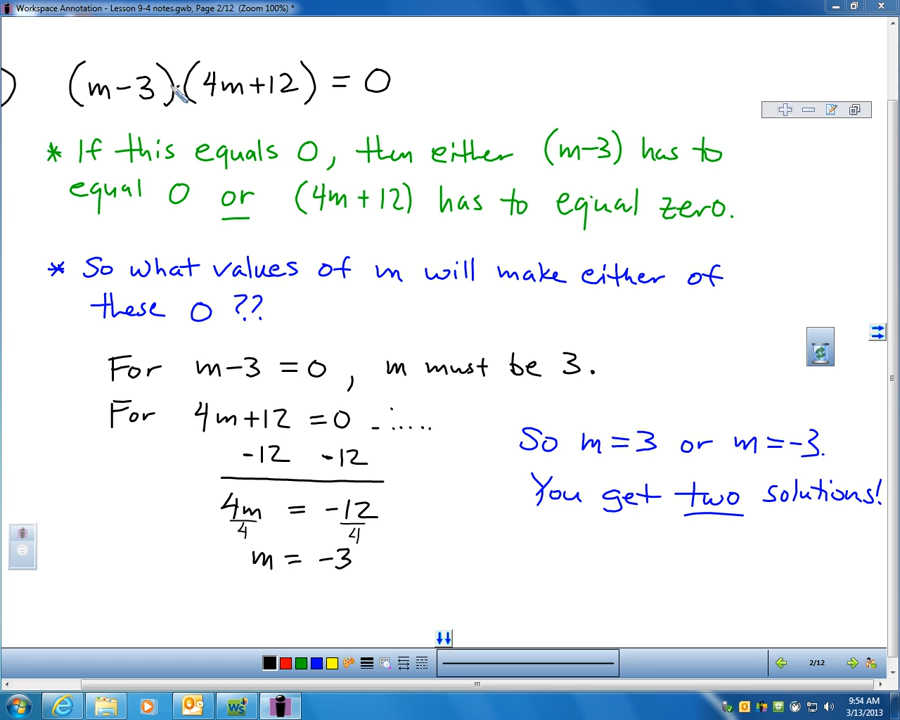 Workspace Annotation - Lesson 9-4 notes.gwb, Page 2/12 (Zoom 100%) *
) (m-3)·(4m+12) = 0
* If this equals 0, then either (m-3) has to
equal 0 or (4m+12) has to equal zero.
* So what values of m will make either of
these 0 ??
For m-3 = 0, m must be 3.
For 4m+12 = 0 ......
-12 -12
4m = -12
4 4
m = -3
So m = 3 or m = -3.
You get two solutions!
2/12
9:54 AM
3/13/2013